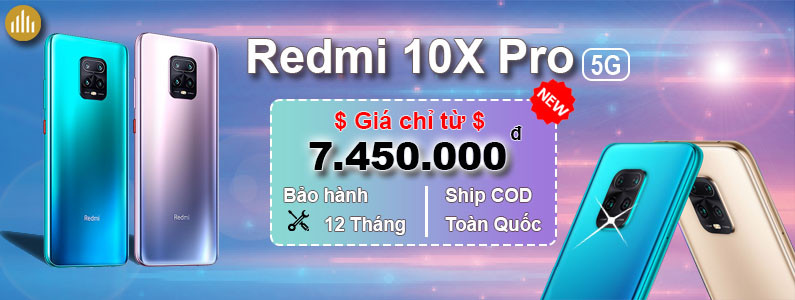 Redmi 10X Pro 5G
NEW
$ Giá chỉ từ $
7.450.000 đ
Bảo hành
12 Tháng
Ship COD
Toàn Quốc
Redmi
Redmi